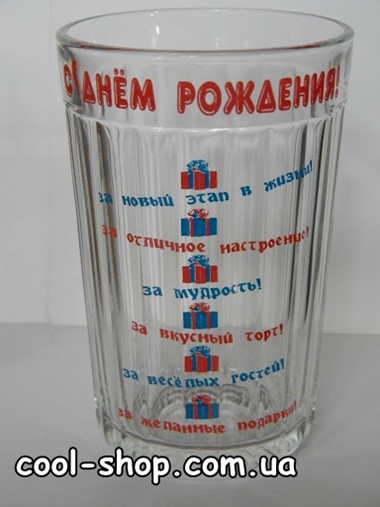 С ДНЁМ РОЖДЕНИЯ!
за новый этап в жизни!
за отличное настроение!
за мудрость!
за вкусный торт!
за весёлых гостей!
за желанные подарки!
cool-shop.com.ua